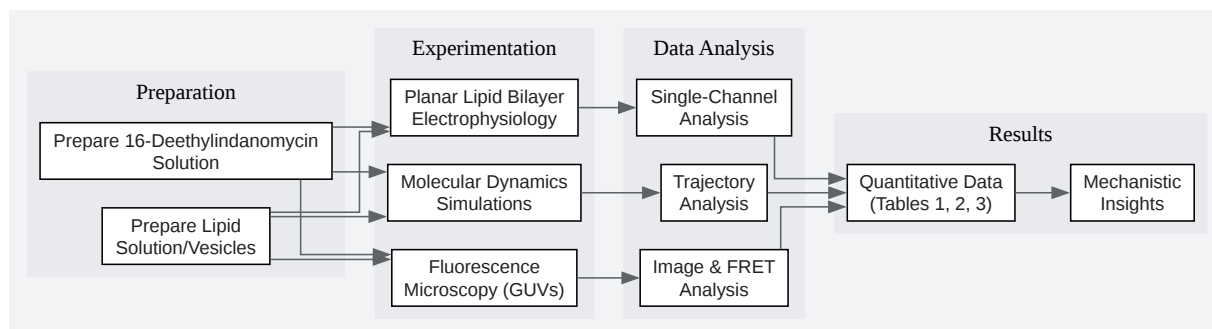 Preparation
Prepare 16-Deethylindanomycin
Solution
Prepare Lipid
Solution/Vesicles
Experimentation
Planar Lipid Bilayer
Electrophysiology
Molecular Dynamics
Simulations
Fluorescence
Microscopy (GUVs)
Data Analysis
Single-Channel
Analysis
Trajectory
Analysis
Image & FRET
Analysis
Results
Quantitative Data
(Tables 1, 2, 3)
Mechanistic
Insights